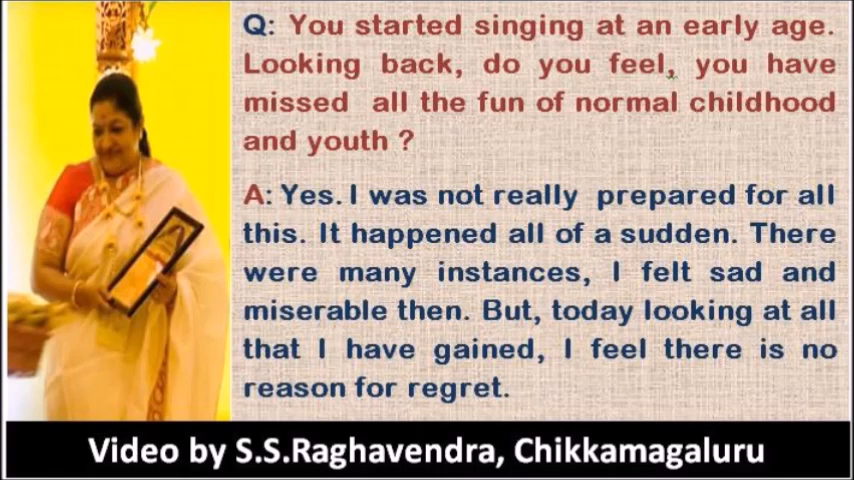 Q: You started singing at an early age.
Looking back, do you feel, you have
missed all the fun of normal childhood
and youth ?
A: Yes. I was not really prepared for all
this. It happened all of a sudden. There
were many instances, I felt sad and
miserable then. But, today looking at all
that I have gained, I feel there is no
reason for regret.
Video by S.S.Raghavendra, Chikkamagaluru